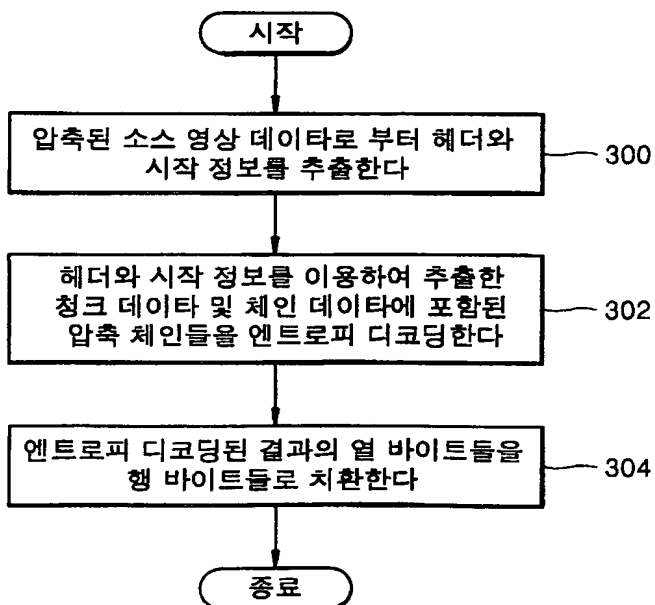 시작
압축된 소스 영상 데이타로 부터 헤더와
시작 정보를 추출한다
300
헤더와 시작 정보를 이용하여 추출한
청크 데이타 및 체인 데이타에 포함된
압축 체인들을 엔트로피 디코딩한다
302
엔트로피 디코딩된 결과의 열 바이트들을
행 바이트들로 치환한다
304
종료